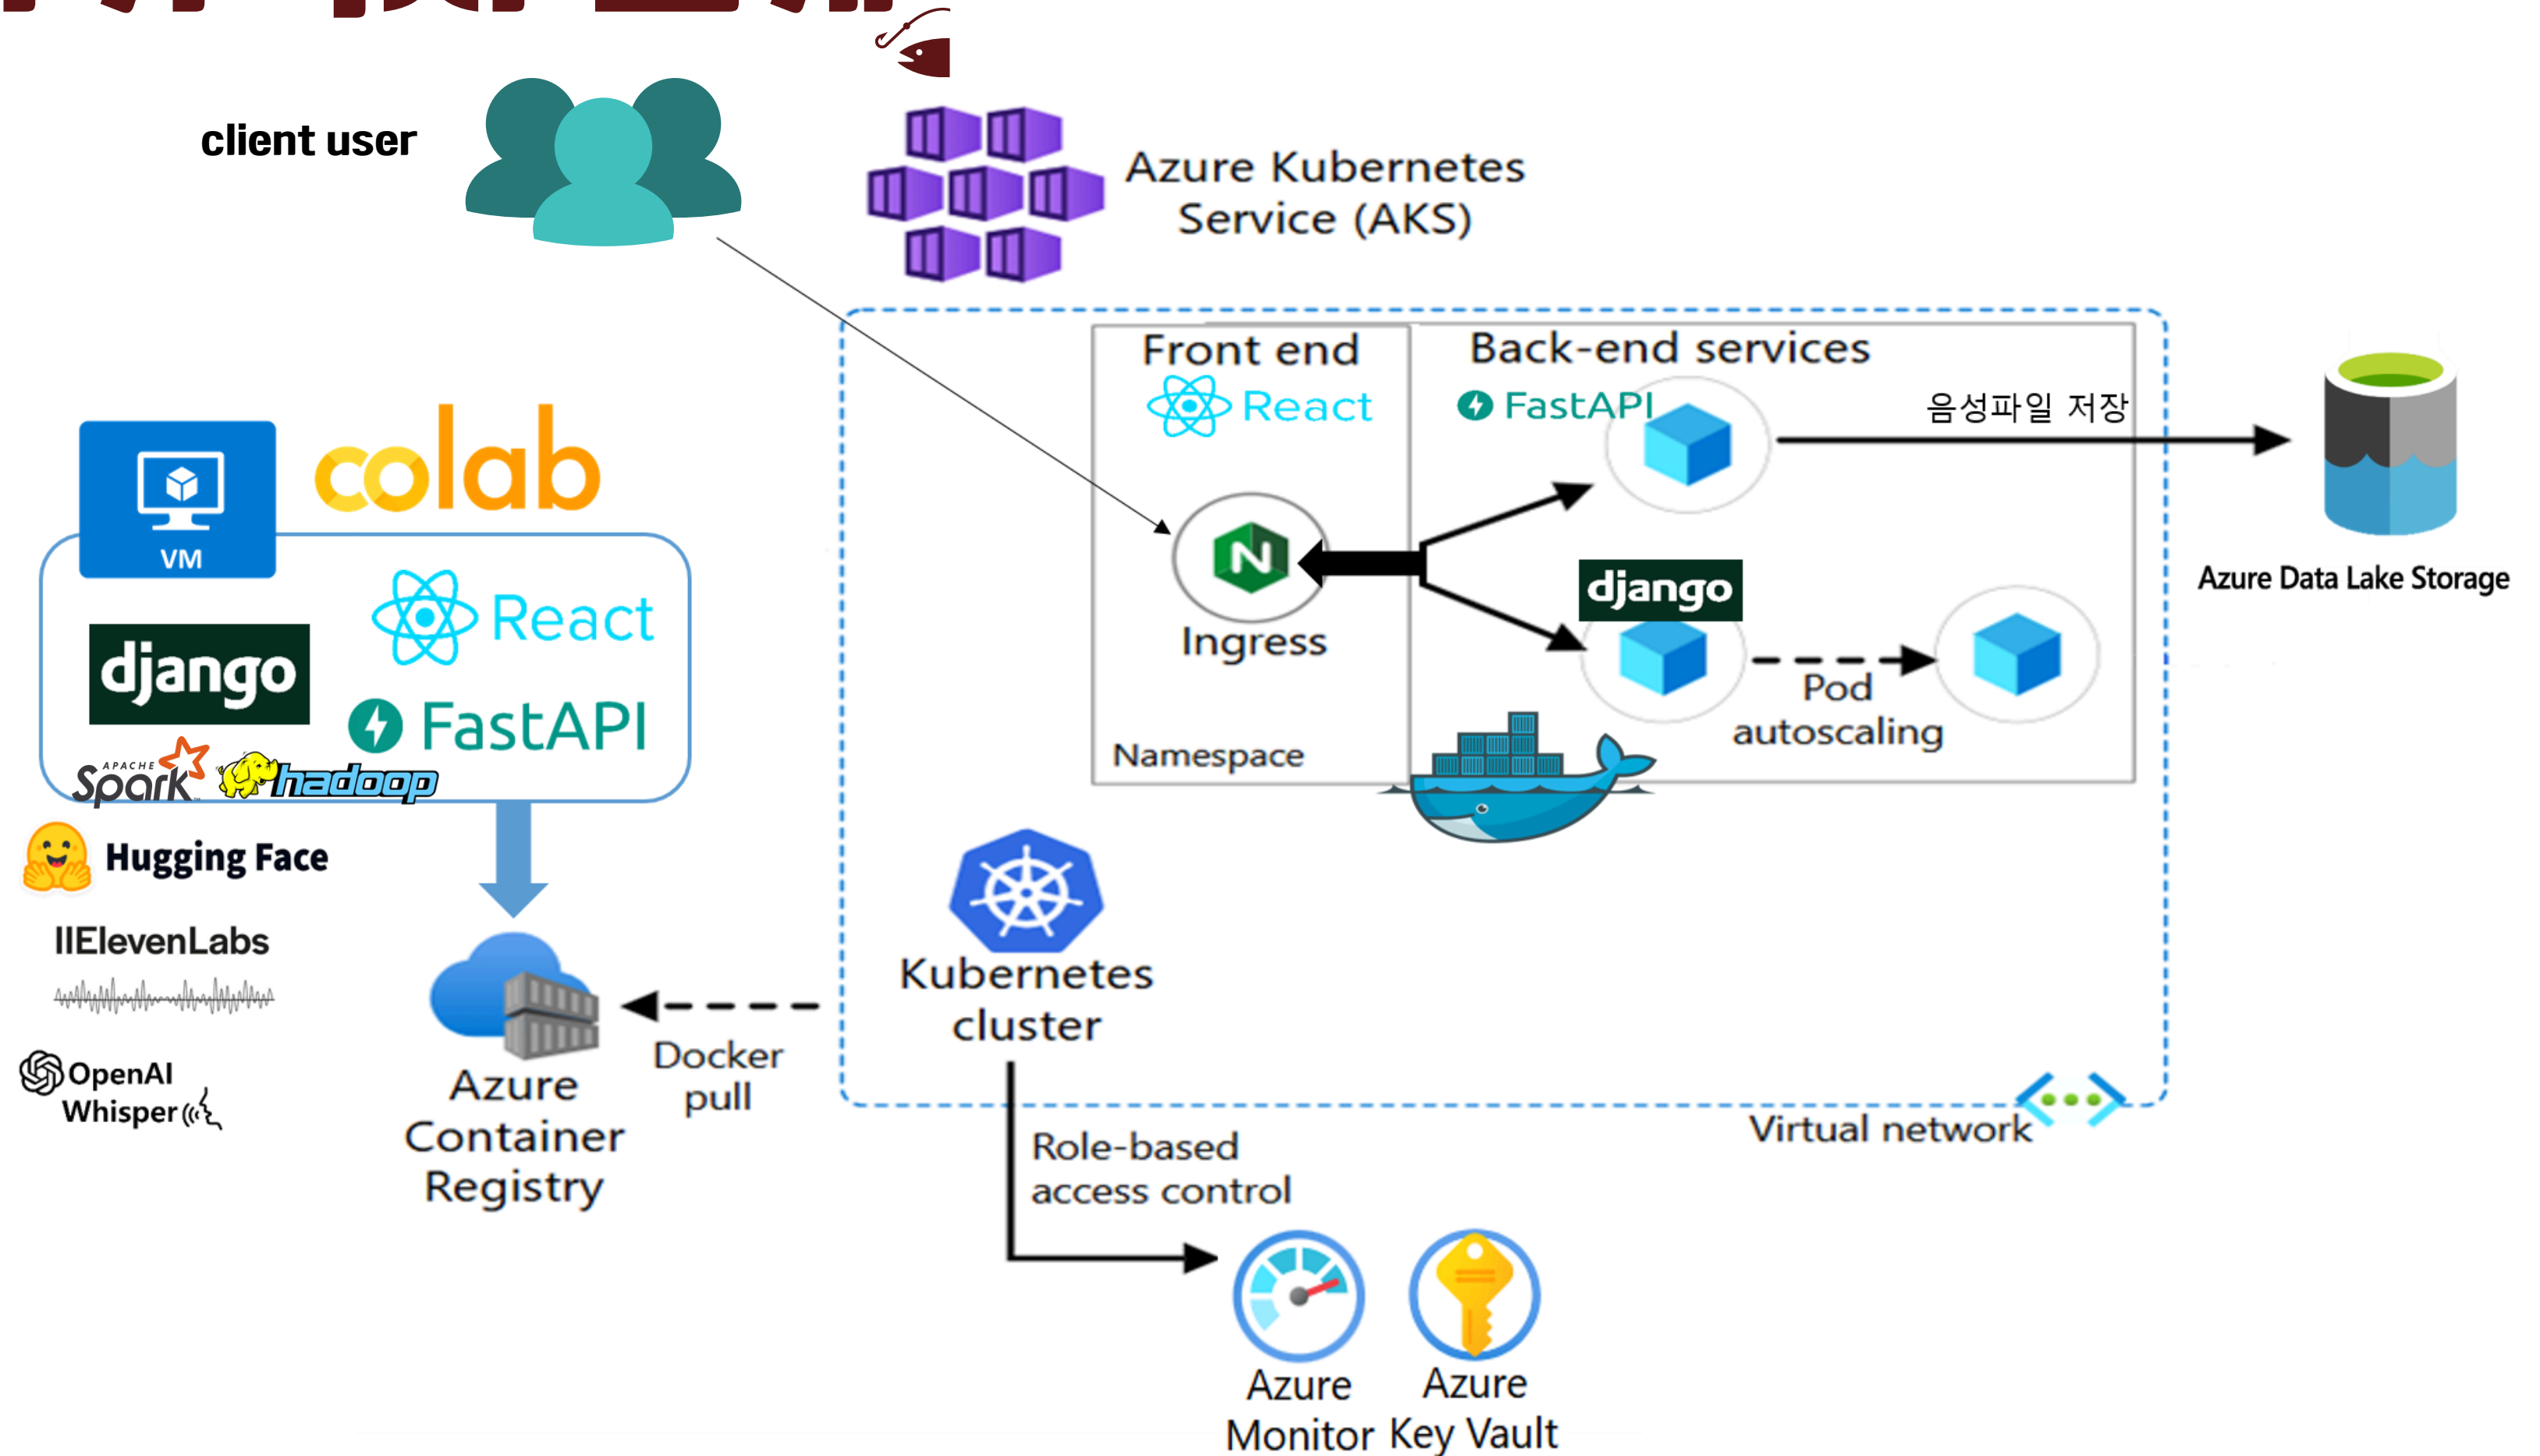 client user
Azure Kubernetes
Service (AKS)
Front end
React
Back-end services
FastAPI
음성파일 저장
Azure Data Lake Storage
N
Ingress
django
Pod
autoscaling
Namespace
colab
VM
React
django
FastAPI
APACHE
Spark
hadoop
Hugging Face
IIElevenLabs
OpenAI
Whisper
Azure
Container
Registry
Docker
pull
Kubernetes
cluster
Virtual network
Role-based
access control
Azure
Monitor
Azure
Key Vault